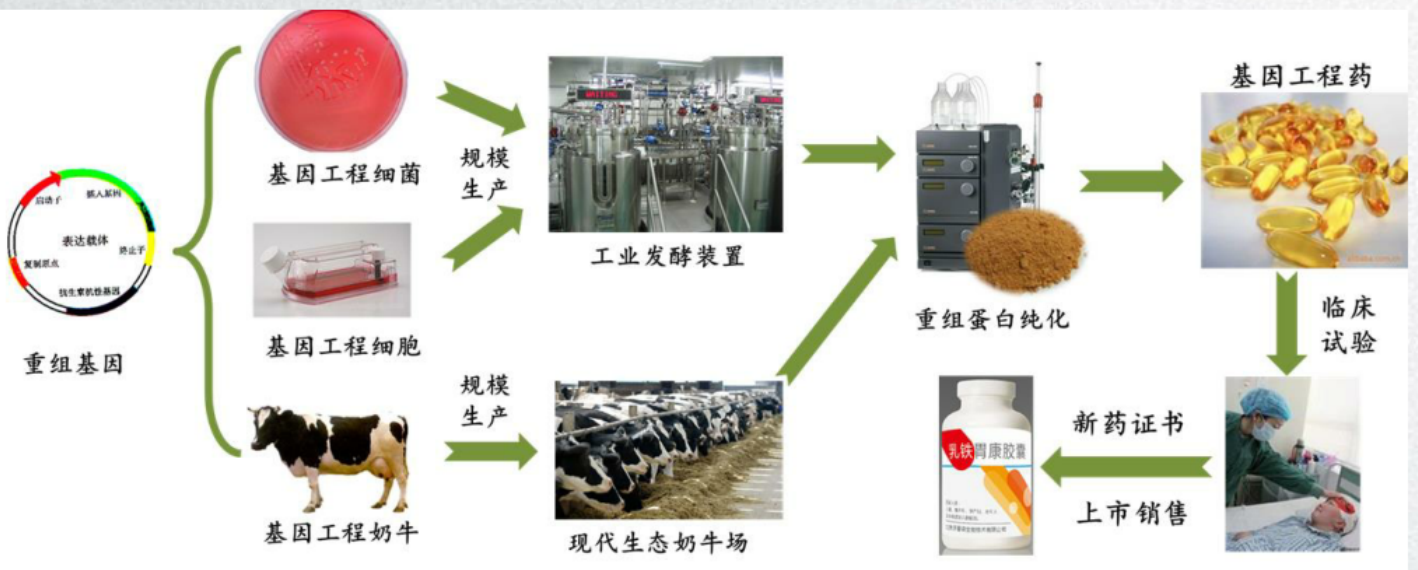 启动子
插入基因
表达载体
终止子
复制原点
抗生素抗性基因
重组基因
基因工程细菌
基因工程细胞
基因工程奶牛
规模
生产
规模
生产
工业发酵装置
现代生态奶牛场
重组蛋白纯化
基因工程药
临床
试验
新药证书
上市销售
乳铁胃康胶囊